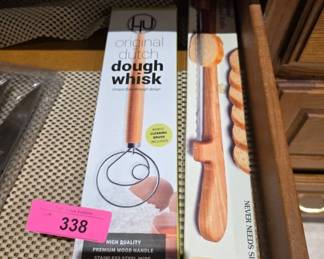 original
dutch
dough
whisk
338
HIGH QUALITY
PREMIUM WOOD HANDLE
STAINLESS STEEL WIRE
NEVER NEEDS